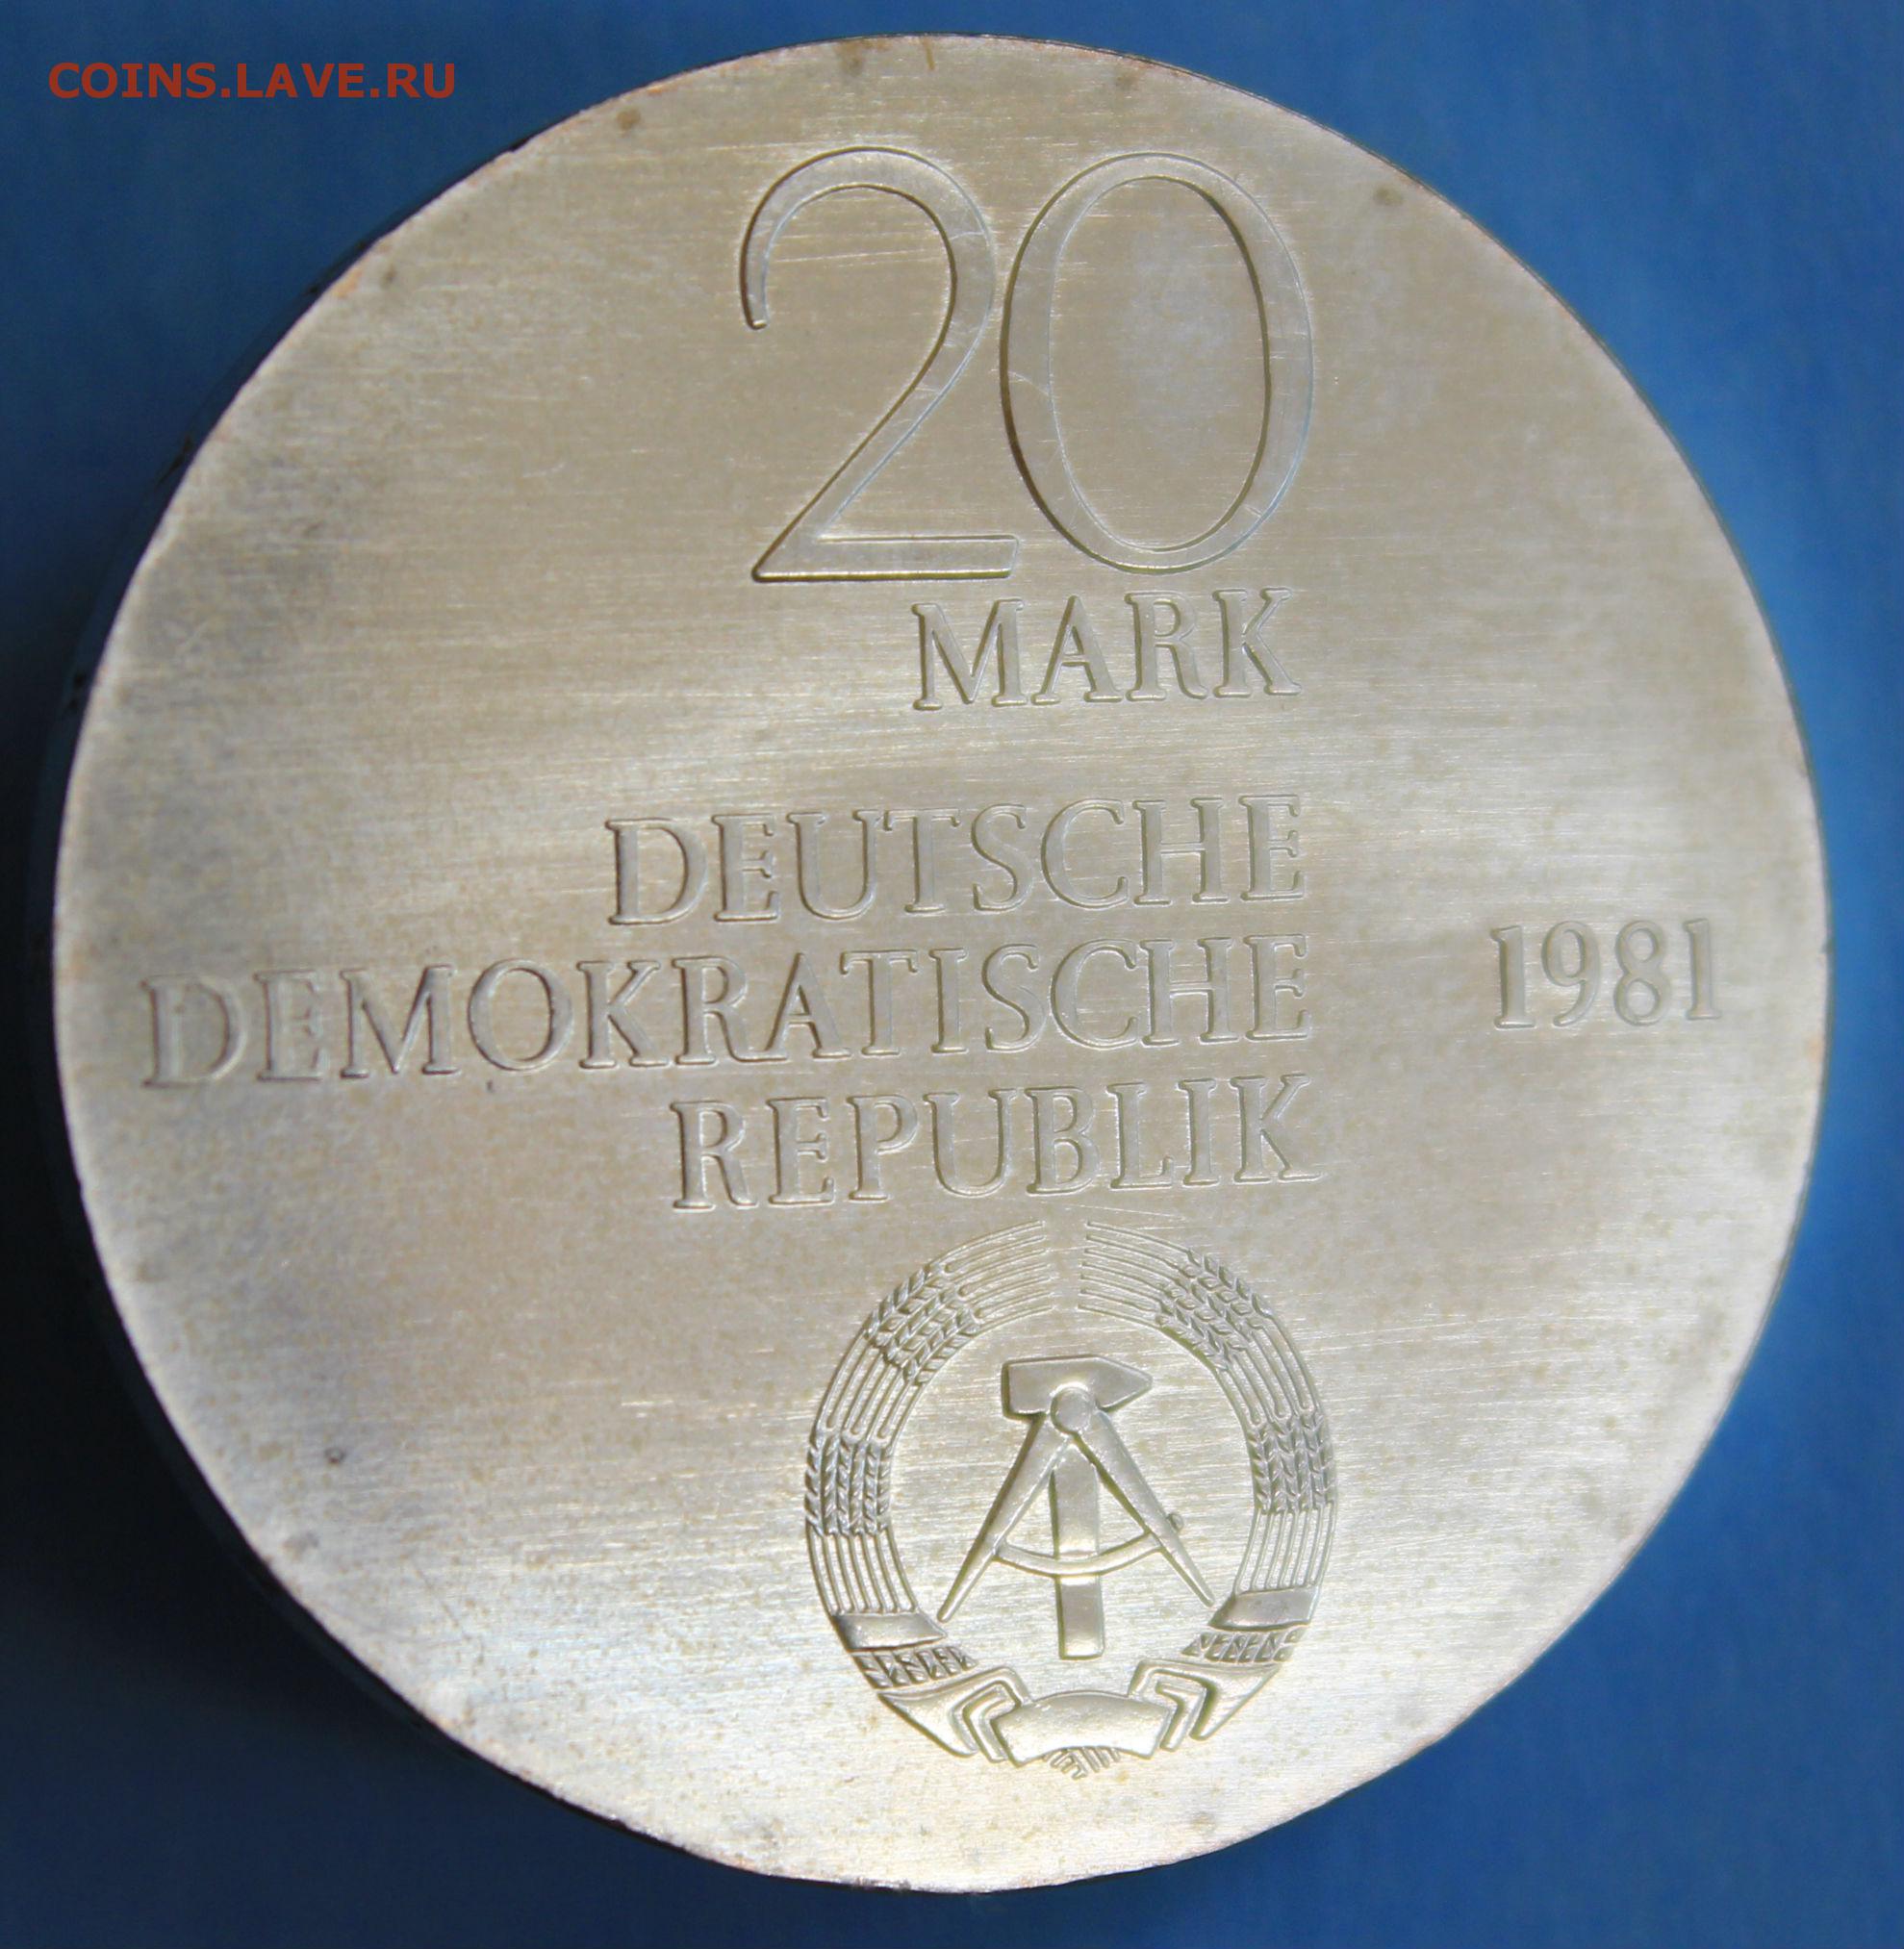 COINS.LAVE.RU
20
MARK
DEUTSCHE
DEMOKRATISCHE
1981
REPUBLIK